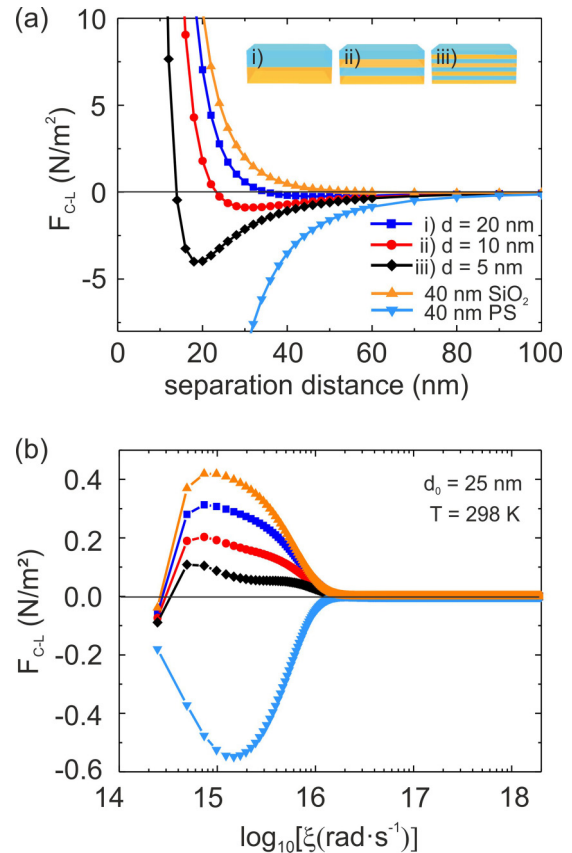 (a)
10
5
0
-5
F_C-L (N/m²)
i) ii) iii)
i) d = 20 nm
ii) d = 10 nm
iii) d = 5 nm
40 nm SiO₂
40 nm PS
0 20 40 60 80 100
separation distance (nm)
(b)
0.4
0.2
0.0
-0.2
-0.4
-0.6
F_C-L (N/m²)
d₀ = 25 nm
T = 298 K
14 15 16 17 18
log₁₀[ξ(rad·s⁻¹)]